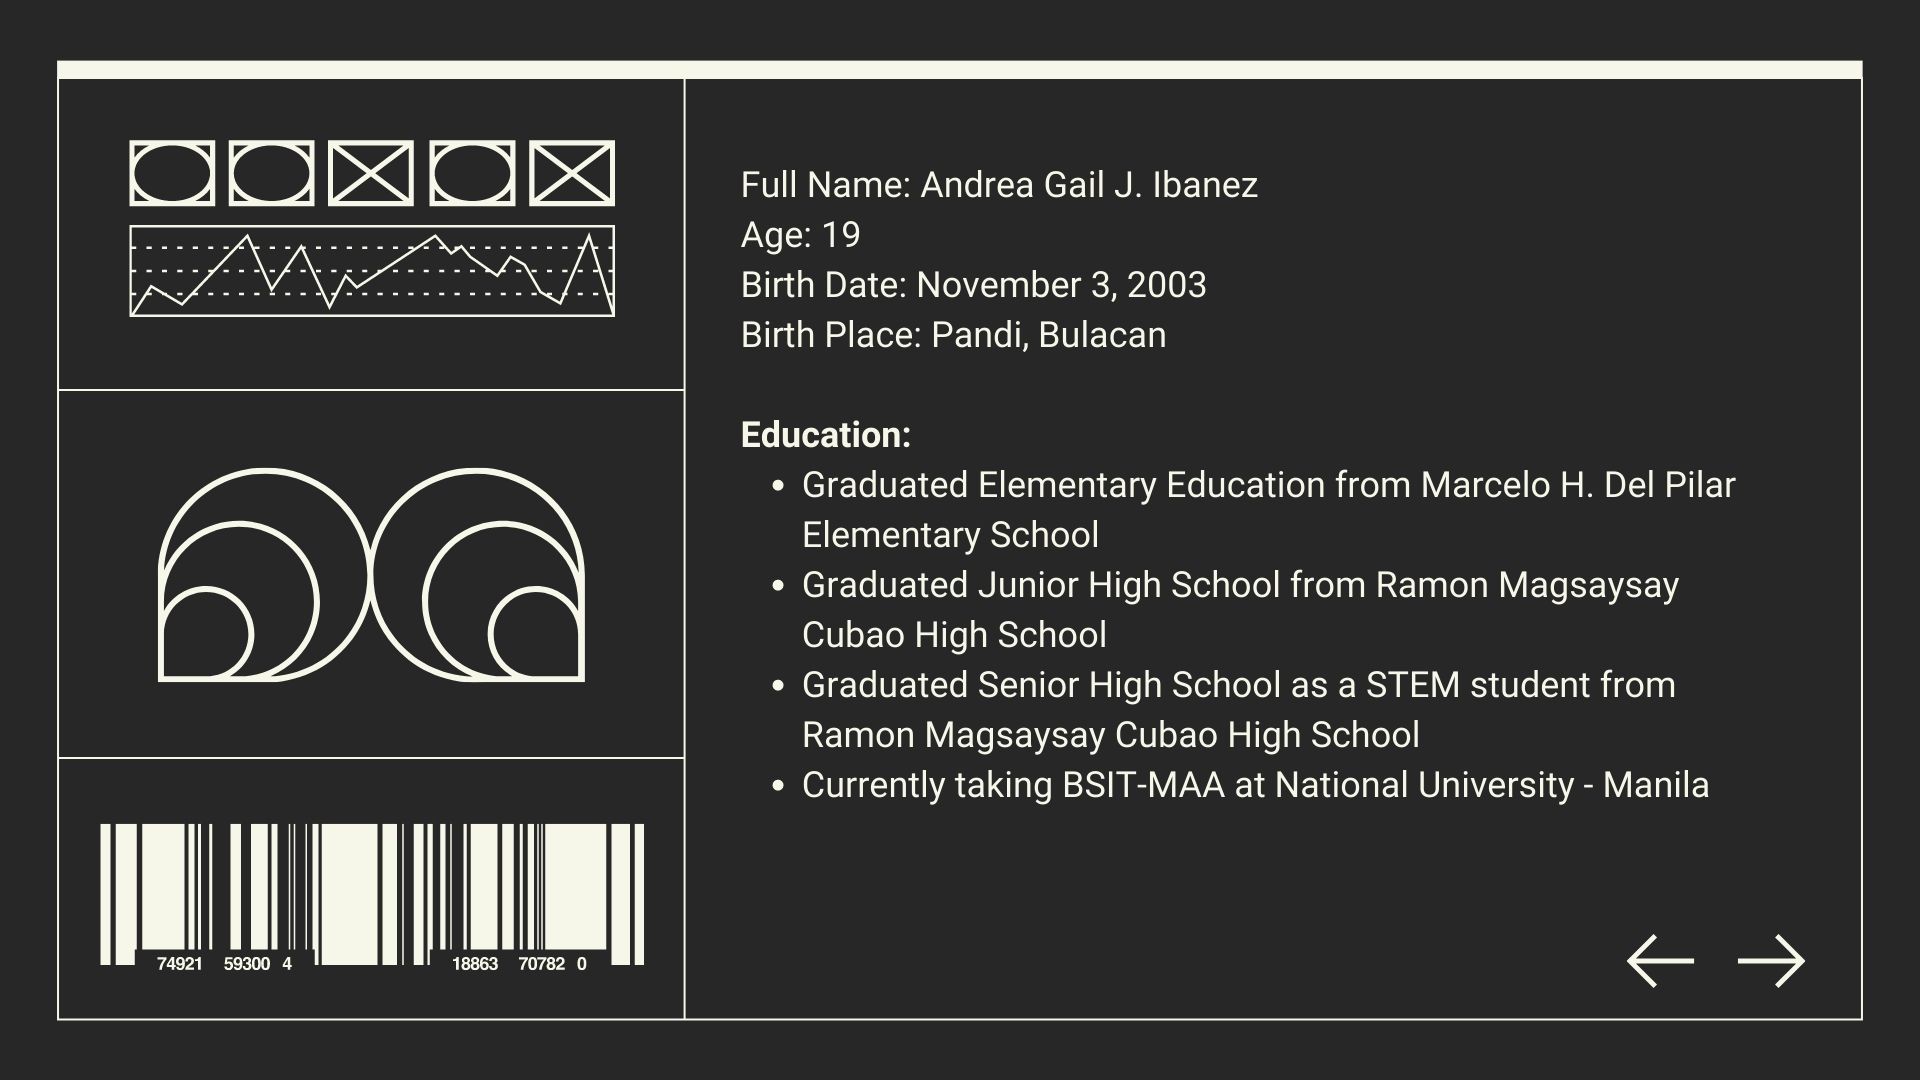 Full Name: Andrea Gail J. Ibanez
Age: 19
Birth Date: November 3, 2003
Birth Place: Pandi, Bulacan
Education:
• Graduated Elementary Education from Marcelo H. Del Pilar
Elementary School
• Graduated Junior High School from Ramon Magsaysay
Cubao High School
• Graduated Senior High School as a STEM student from
Ramon Magsaysay Cubao High School
• Currently taking BSIT-MAA at National University - Manila
74921 59300 4 18863 70782 0